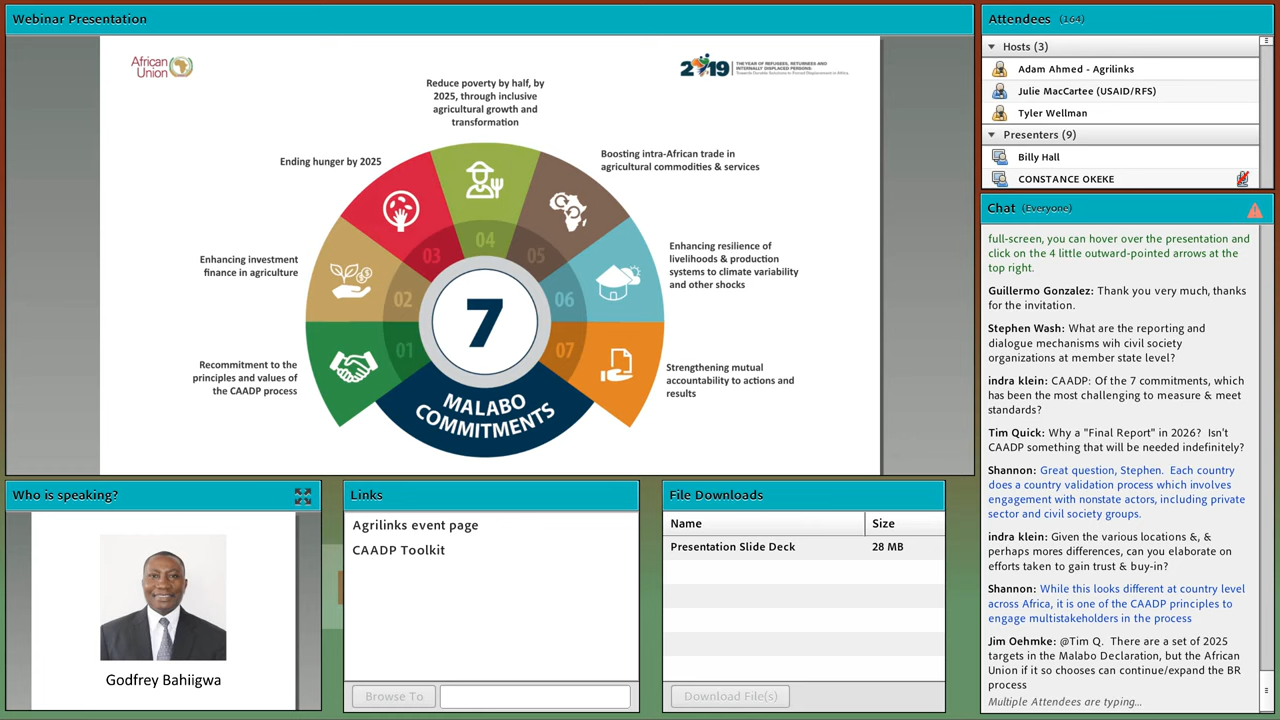 Webinar Presentation
African
Union
2019
THE YEAR OF REFUGEES, RETURNEES AND
INTERNALLY DISPLACED PERSONS:
Towards Durable Solutions to Forced Displacement in Africa.
Reduce poverty by half, by
2025, through inclusive
agricultural growth and
transformation
Ending hunger by 2025
Boosting intra-African trade in
agricultural commodities & services
Enhancing investment
finance in agriculture
Enhancing resilience of
livelihoods & production
systems to climate variability
and other shocks
Recommitment to the
principles and values of
the CAADP process
Strengthening mutual
accountability to actions and
results
01
02
03
04
05
06
07
7
MALABO
COMMITMENTS
Who is speaking?
Godfrey Bahiigwa
Links
Agrilinks event page
CAADP Toolkit
Browse To
File Downloads
Name Size
Presentation Slide Deck 28 MB
Download File(s)
Attendees (164)
Hosts (3)
Adam Ahmed - Agrilinks
Julie MacCartee (USAID/RFS)
Tyler Wellman
Presenters (9)
Billy Hall
CONSTANCE OKEKE
Chat (Everyone)
full-screen, you can hover over the presentation and
click on the 4 little outward-pointed arrows at the
top right.
Guillermo Gonzalez: Thank you very much, thanks
for the invitation.
Stephen Wash: What are the reporting and
dialogue mechanisms wih civil society
organizations at member state level?
indra klein: CAADP: Of the 7 commitments, which
has been the most challenging to measure & meet
standards?
Tim Quick: Why a "Final Report" in 2026? Isn't
CAADP something that will be needed indefinitely?
Shannon: Great question, Stephen. Each country
does a country validation process which involves
engagement with nonstate actors, including private
sector and civil society groups.
indra klein: Given the various locations &, &
perhaps mores differences, can you elaborate on
efforts taken to gain trust & buy-in?
Shannon: While this looks different at country level
across Africa, it is one of the CAADP principles to
engage multistakeholders in the process
Jim Oehmke: @Tim Q. There are a set of 2025
targets in the Malabo Declaration, but the African
Union if it so chooses can continue/expand the BR
process
Multiple Attendees are typing...